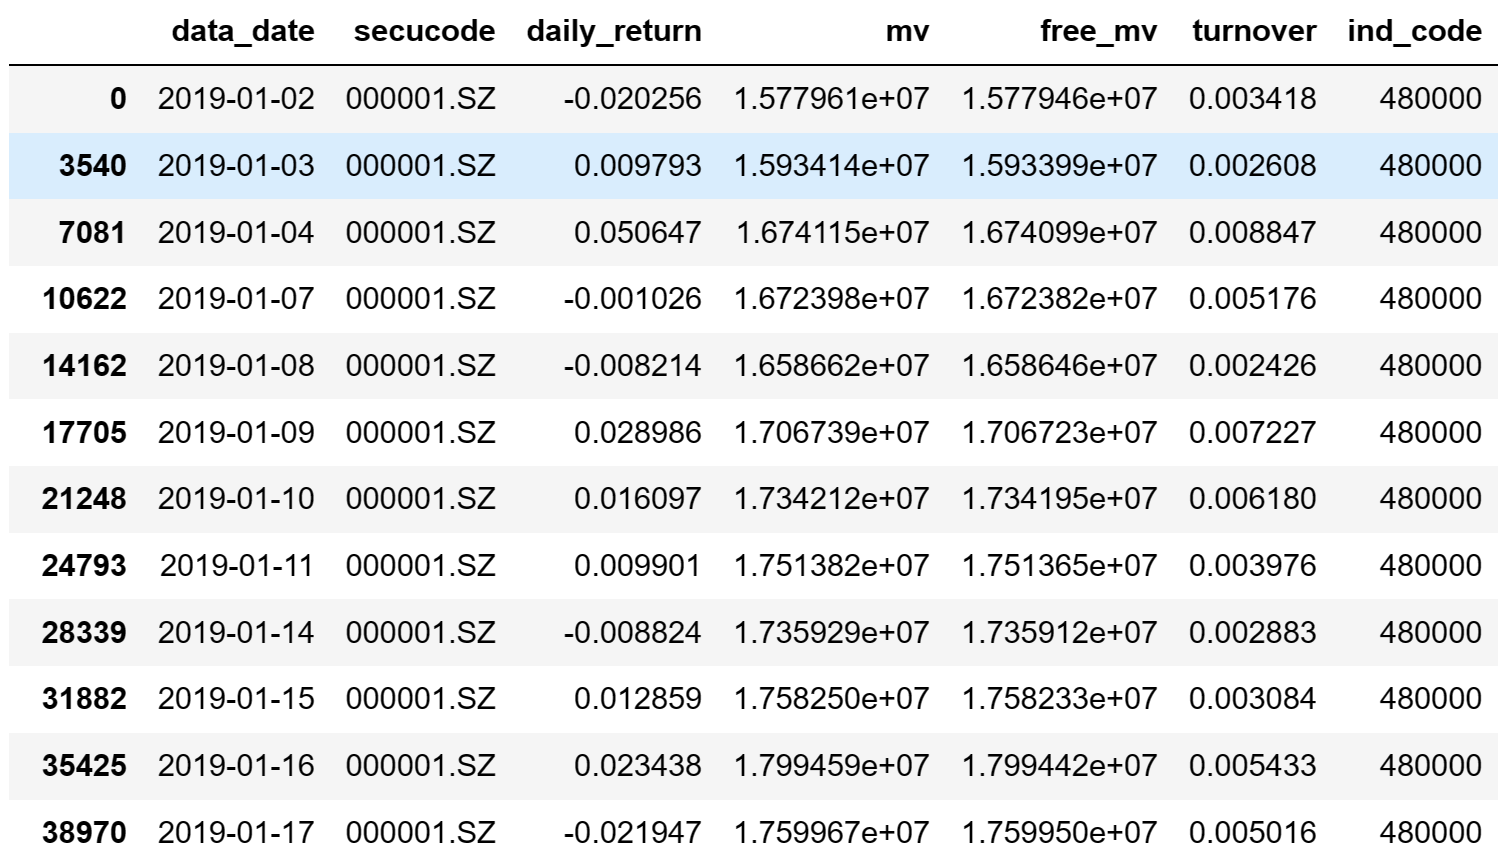 data_date secucode daily_return mv free_mv turnover ind_code
0 2019-01-02 000001.SZ -0.020256 1.577961e+07 1.577946e+07 0.003418 480000
3540 2019-01-03 000001.SZ 0.009793 1.593414e+07 1.593399e+07 0.002608 480000
7081 2019-01-04 000001.SZ 0.050647 1.674115e+07 1.674099e+07 0.008847 480000
10622 2019-01-07 000001.SZ -0.001026 1.672398e+07 1.672382e+07 0.005176 480000
14162 2019-01-08 000001.SZ -0.008214 1.658662e+07 1.658646e+07 0.002426 480000
17705 2019-01-09 000001.SZ 0.028986 1.706739e+07 1.706723e+07 0.007227 480000
21248 2019-01-10 000001.SZ 0.016097 1.734212e+07 1.734195e+07 0.006180 480000
24793 2019-01-11 000001.SZ 0.009901 1.751382e+07 1.751365e+07 0.003976 480000
28339 2019-01-14 000001.SZ -0.008824 1.735929e+07 1.735912e+07 0.002883 480000
31882 2019-01-15 000001.SZ 0.012859 1.758250e+07 1.758233e+07 0.003084 480000
35425 2019-01-16 000001.SZ 0.023438 1.799459e+07 1.799442e+07 0.005433 480000
38970 2019-01-17 000001.SZ -0.021947 1.759967e+07 1.759950e+07 0.005016 480000